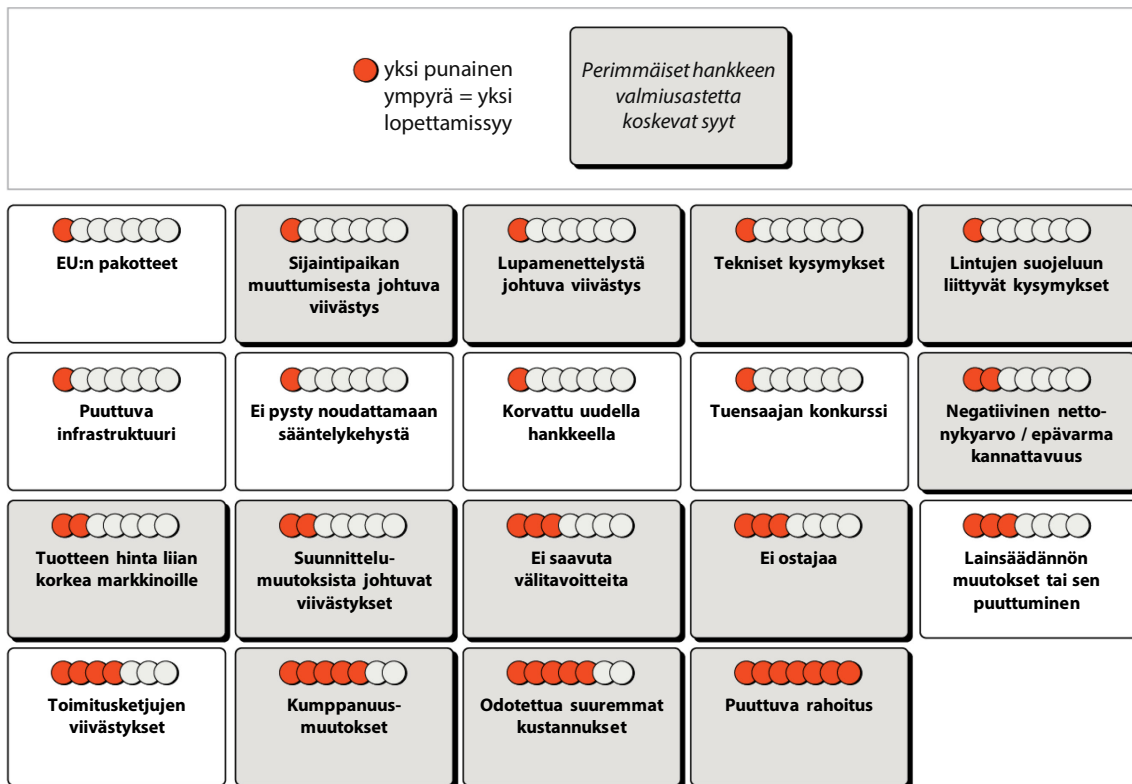 yksi punainen
ympyrä = yksi
lopettamissyy
Perimmäiset hankkeen
valmiusastetta
koskevat syyt
EU:n pakotteet
Sijaintipaikan
muuttumisesta johtuva
viivästys
Lupamenettelystä
johtuva viivästys
Tekniset kysymykset
Lintujen suojeluun
liittyvät kysymykset
Puuttuva
infrastruktuuri
Ei pysty noudattamaan
sääntelykehystä
Korvattu uudella
hankkeella
Tuensaajan konkurssi
Negatiivinen netto-
nykyarvo / epävarma
kannattavuus
Tuotteen hinta liian
korkea markkinoille
Suunnittelu-
muutoksista johtuvat
viivästykset
Ei saavuta
välitavoitteita
Ei ostajaa
Lainsäädännön
muutokset tai sen
puuttuminen
Toimitusketjujen
viivästykset
Kumppanuus-
muutokset
Odotettua suuremmat
kustannukset
Puuttuva rahoitus